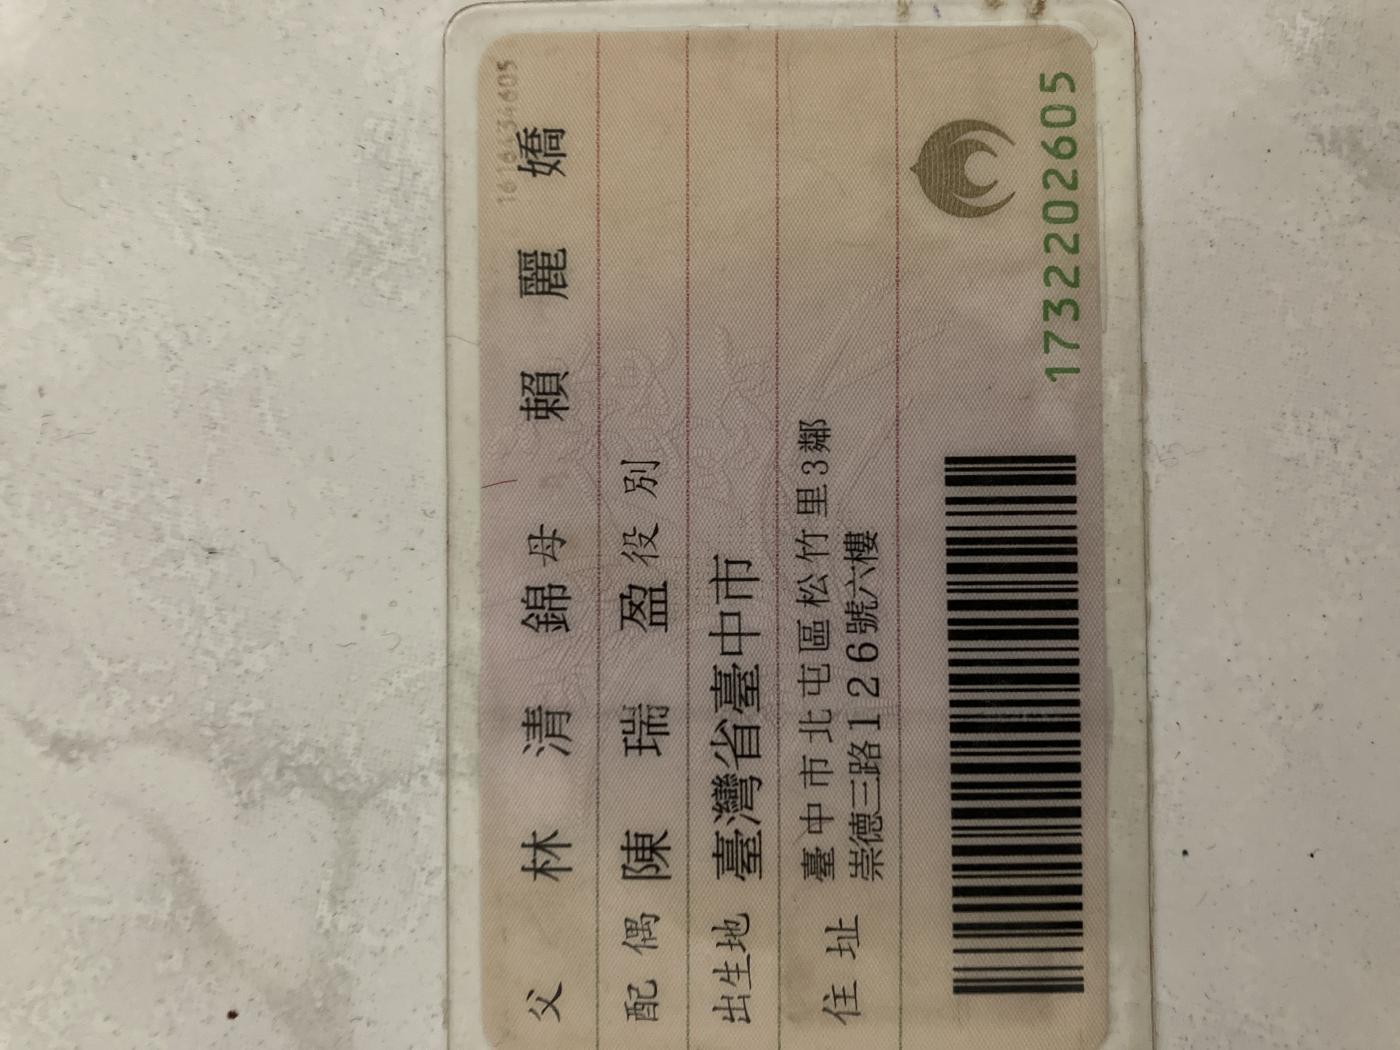 父 林清錦 母 賴麗嬌
配偶 陳瑞盈 役別
出生地 臺灣省臺中市
住址 臺中市北屯區松竹里3鄰
崇德三路126號六樓
1732202605